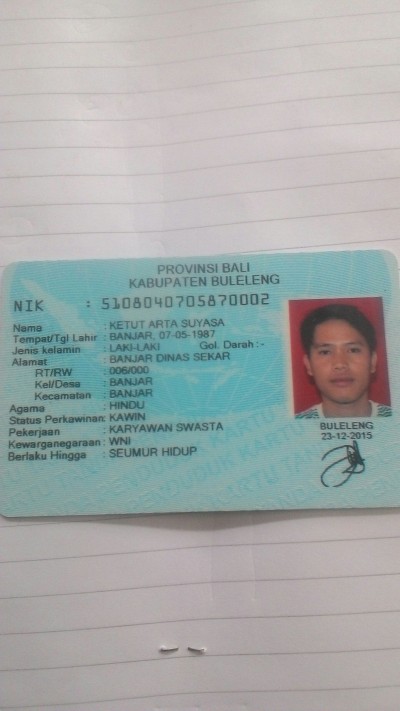 PROVINSI BALI
KABUPATEN BULELENG
NIK : 5108040705870002
Nama : KETUT ARTA SUYASA
Tempat/Tgl Lahir : BANJAR, 07-05-1987
Jenis kelamin : LAKI-LAKI Gol. Darah : -
Alamat : BANJAR DINAS SEKAR
RT/RW : 006/000
Kel/Desa : BANJAR
Kecamatan : BANJAR
Agama : HINDU
Status Perkawinan: KAWIN
Pekerjaan : KARYAWAN SWASTA
Kewarganegaraan: WNI
Berlaku Hingga : SEUMUR HIDUP
BULELENG
23-12-2015